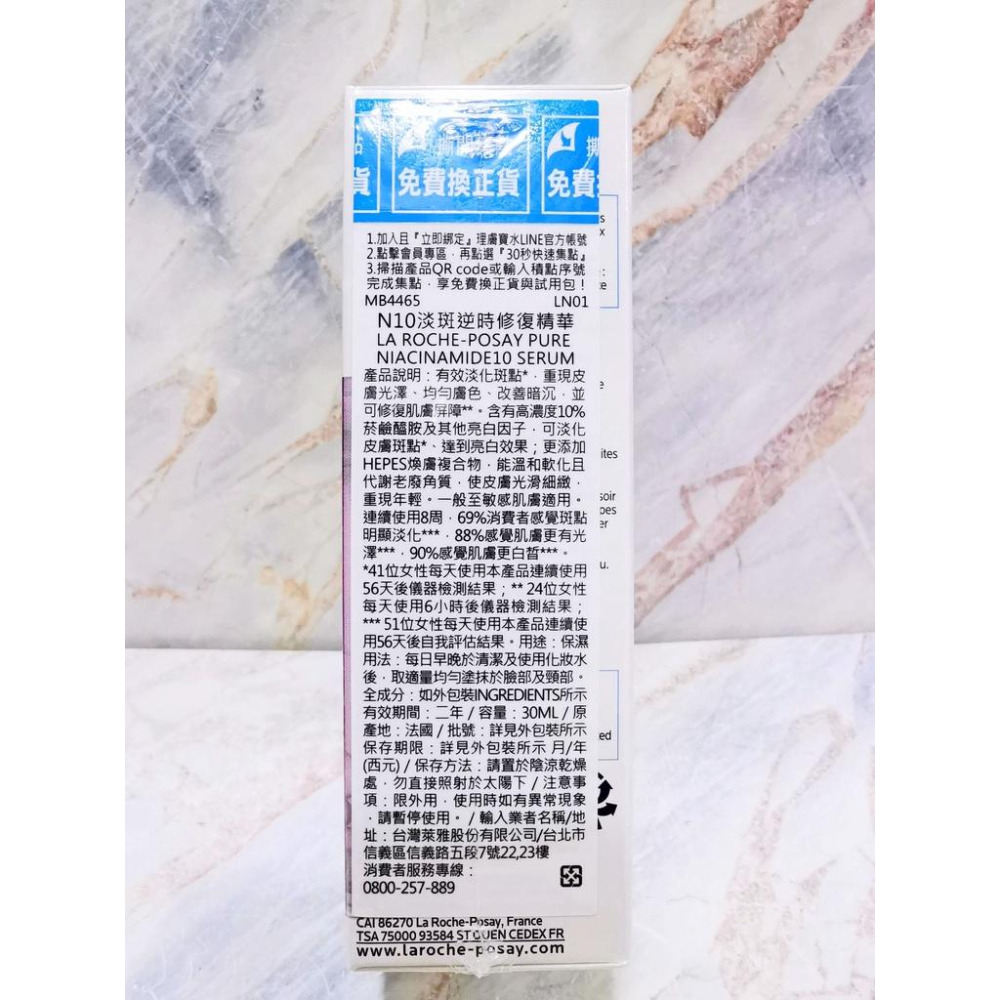 點 撕開 撕
貨 免費換正貨 免費
1.加入且『立即綁定』理膚寶水LINE官方帳號
2.點擊會員專區，再點選『30秒快速集點』
3.掃描產品QR code或輸入積點序號
完成集點，享免費換正貨與試用包！
MB4465 LN01
N10淡斑逆時修復精華
LA ROCHE-POSAY PURE
NIACINAMIDE10 SERUM
產品說明：有效淡化斑點*，重現皮
膚光澤、均勻膚色、改善暗沉，並
可修復肌膚屏障**。含有高濃度10%
菸鹼醯胺及其他亮白因子，可淡化
皮膚斑點*、達到亮白效果；更添加
HEPES煥膚複合物，能溫和軟化且
代謝老廢角質，使皮膚光滑細緻，
重現年輕。一般至敏感肌膚適用。
連續使用8周，69%消費者感覺斑點
明顯淡化***，88%感覺肌膚更有光
澤***，90%感覺肌膚更白皙***。
*41位女性每天使用本產品連續使用
56天後儀器檢測結果；** 24位女性
每天使用6小時後儀器檢測結果；
*** 51位女性每天使用本產品連續使
用56天後自我評估結果。用途：保濕
用法：每日早晚於清潔及使用化妝水
後，取適量均勻塗抹於臉部及頸部。
全成分：如外包裝INGREDIENTS所示
有效期間：二年 / 容量：30ML / 原
產地：法國 / 批號：詳見外包裝所示
保存期限：詳見外包裝所示 月/年
(西元) / 保存方法：請置於陰涼乾燥
處，勿直接照射於太陽下 / 注意事
項：限外用，使用時如有異常現象
，請暫停使用。 / 輸入業者名稱/地
址：台灣萊雅股份有限公司/台北市
信義區信義路五段7號22,23樓
消費者服務專線：
0800-257-889
s
x
:
te
e
ites
soir
pes
er
u.
ed
CAI 86270 La Roche-Posay, France
TSA 75000 93584 ST OUEN CEDEX FR
www.laroche-posay.com